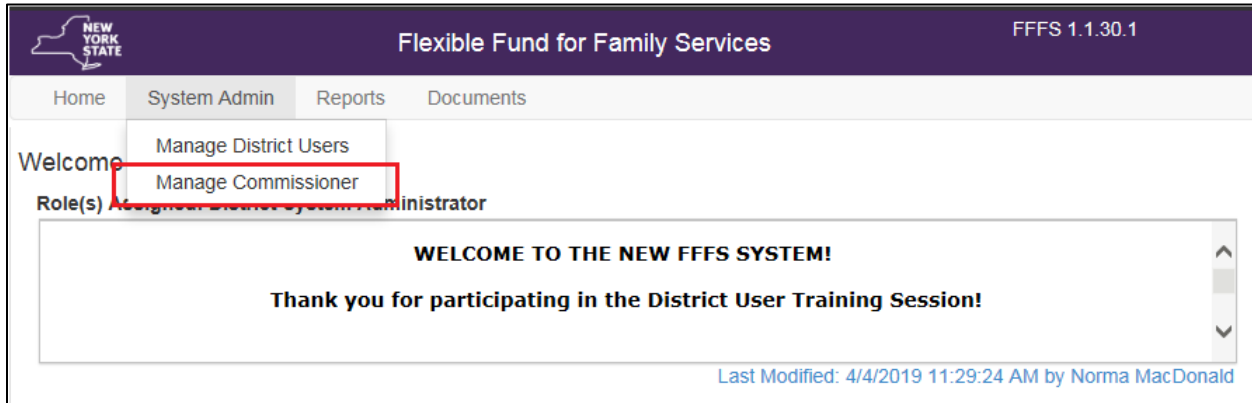 NEW
YORK
STATE
Flexible Fund for Family Services
FFFS 1.1.30.1
Home System Admin Reports Documents
Manage District Users
Welcome
Manage Commissioner
Role(s) Assigned: District System Administrator
WELCOME TO THE NEW FFFS SYSTEM!
Thank you for participating in the District User Training Session!
Last Modified: 4/4/2019 11:29:24 AM by Norma MacDonald